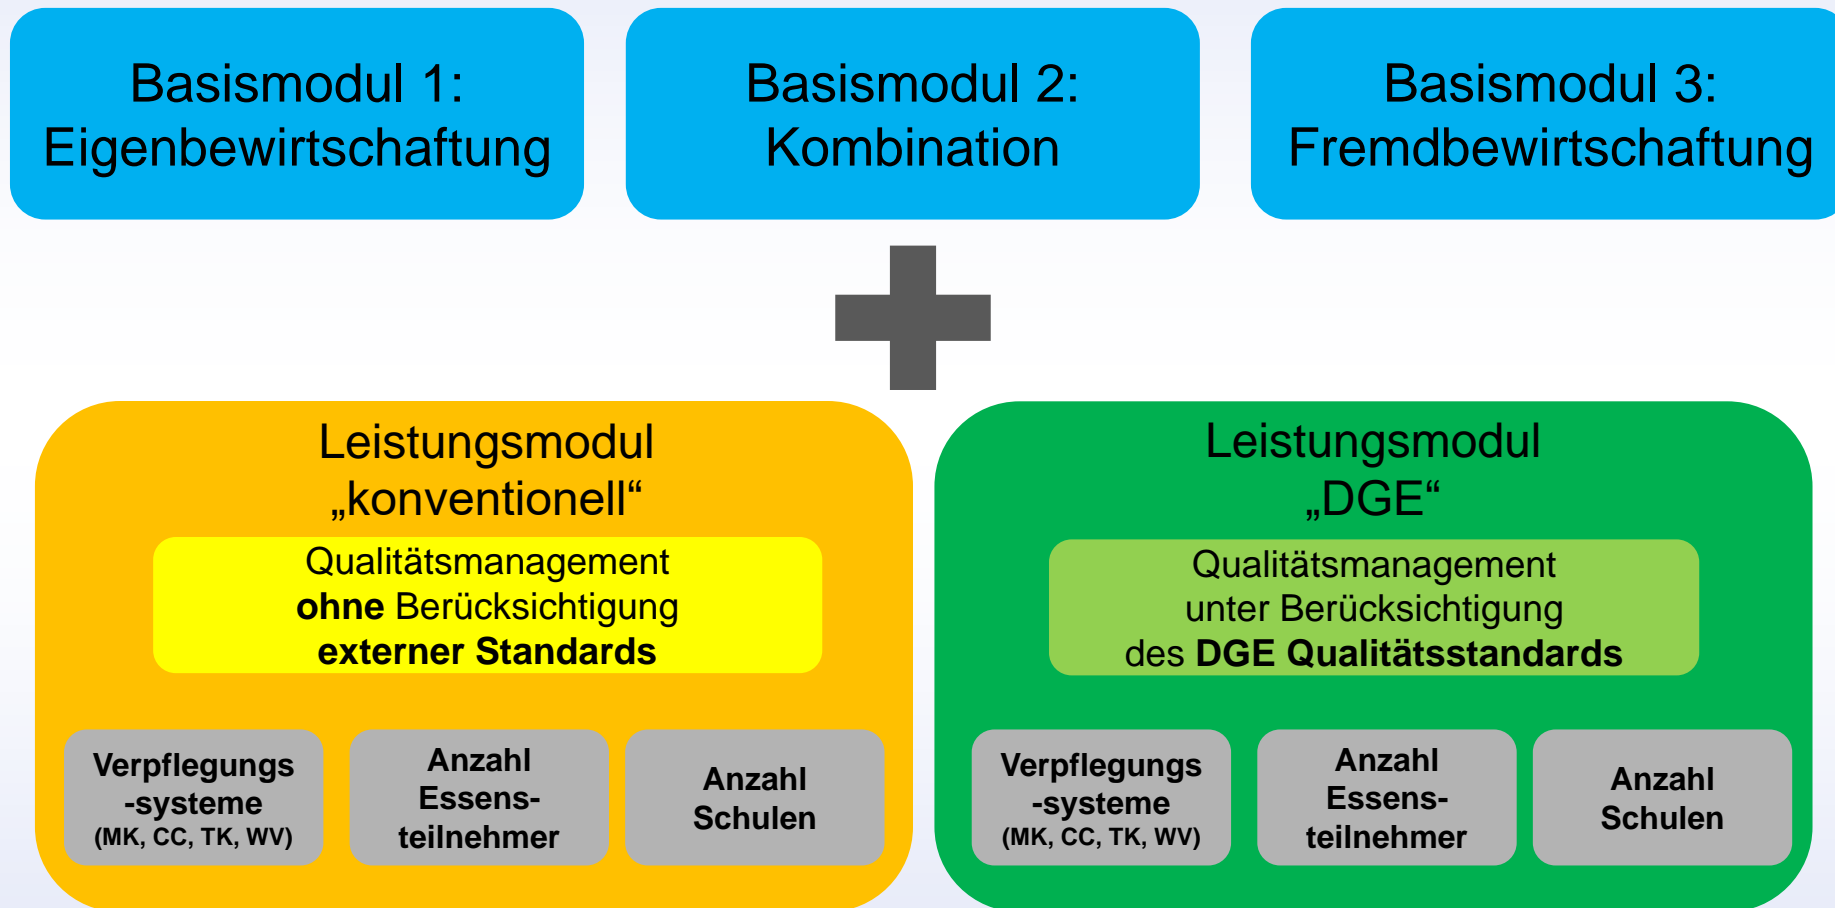 Basismodul 1:
Eigenbewirtschaftung
Basismodul 2:
Kombination
Basismodul 3:
Fremdbewirtschaftung
Leistungsmodul
„konventionell“
Qualitätsmanagement
ohne Berücksichtigung
externer Standards
Verpflegungs
-systeme
(MK, CC, TK, WV)
Anzahl
Essens-
teilnehmer
Anzahl
Schulen
Leistungsmodul
„DGE“
Qualitätsmanagement
unter Berücksichtigung
des DGE Qualitätsstandards
Verpflegungs
-systeme
(MK, CC, TK, WV)
Anzahl
Essens-
teilnehmer
Anzahl
Schulen